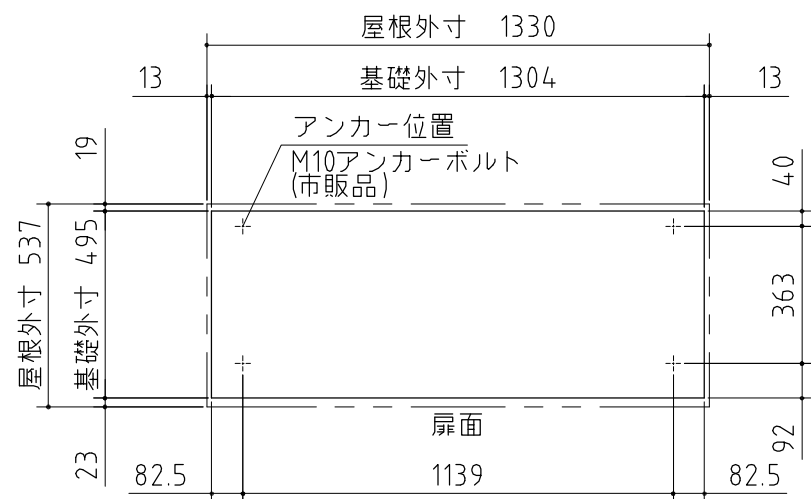 屋根外寸 1330
13 基礎外寸 1304 13
アンカー位置
M10アンカーボルト
(市販品)
19
屋根外寸 537
基礎外寸 495
23
40
363
92
扉面
82.5 1139 82.5